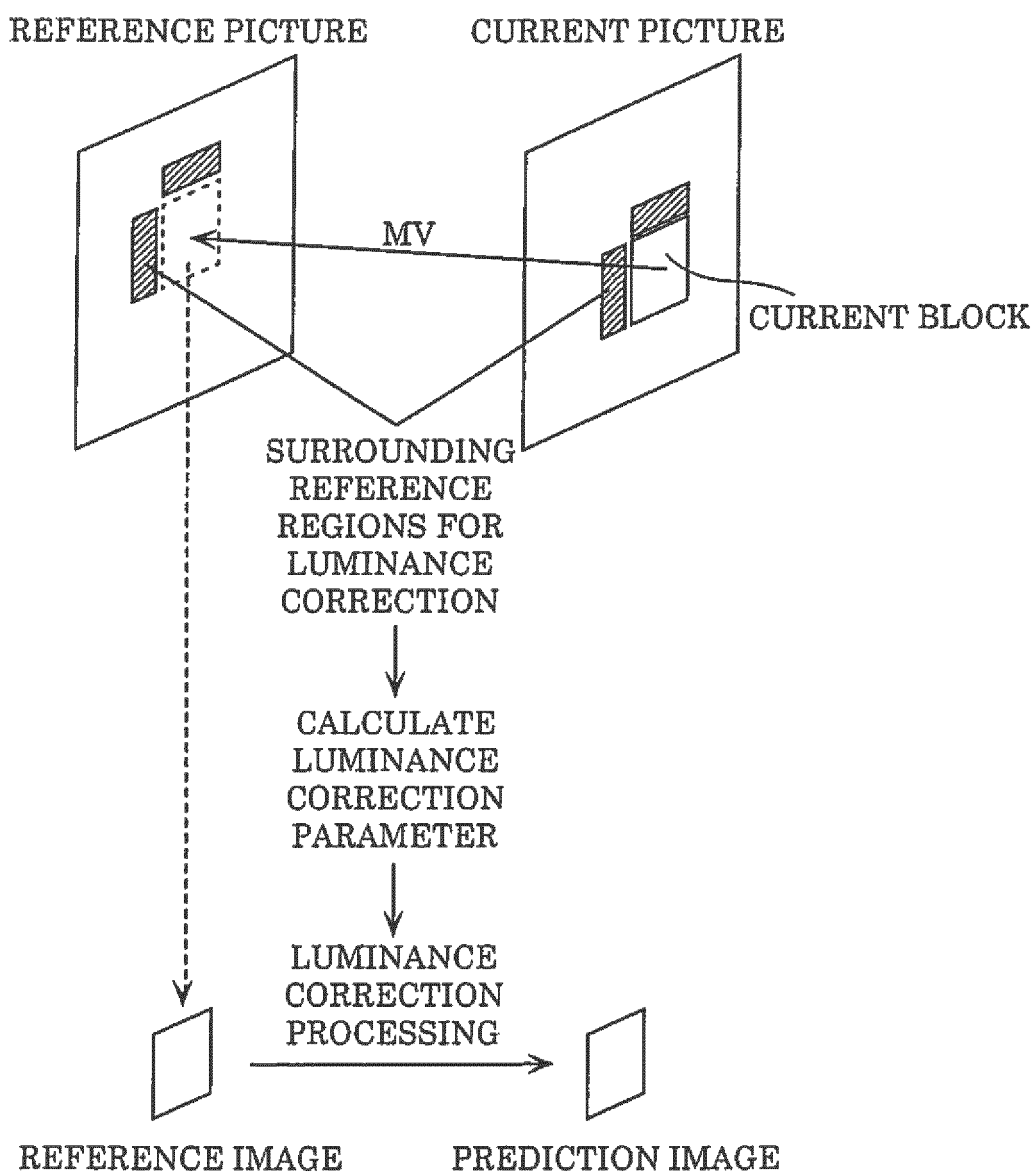 REFERENCE PICTURE
CURRENT PICTURE
MV
CURRENT BLOCK
SURROUNDING
REFERENCE
REGIONS FOR
LUMINANCE
CORRECTION
CALCULATE
LUMINANCE
CORRECTION
PARAMETER
LUMINANCE
CORRECTION
PROCESSING
REFERENCE IMAGE
PREDICTION IMAGE